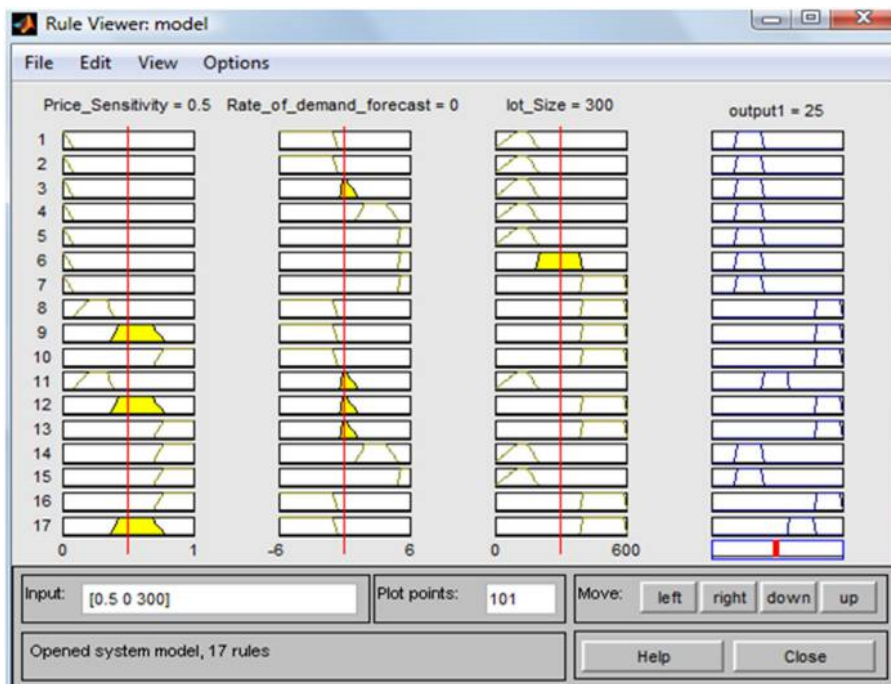 Rule Viewer: model
File Edit View Options
Price_Sensitivity = 0.5 Rate_of_demand_forecast = 0 lot_Size = 300 output1 = 25
1
2
3
4
5
6
7
8
9
10
11
12
13
14
15
16
17
0 1 -6 6 0 600
Input: [0.5 0 300] Plot points: 101 Move: left right down up
Opened system model, 17 rules Help Close